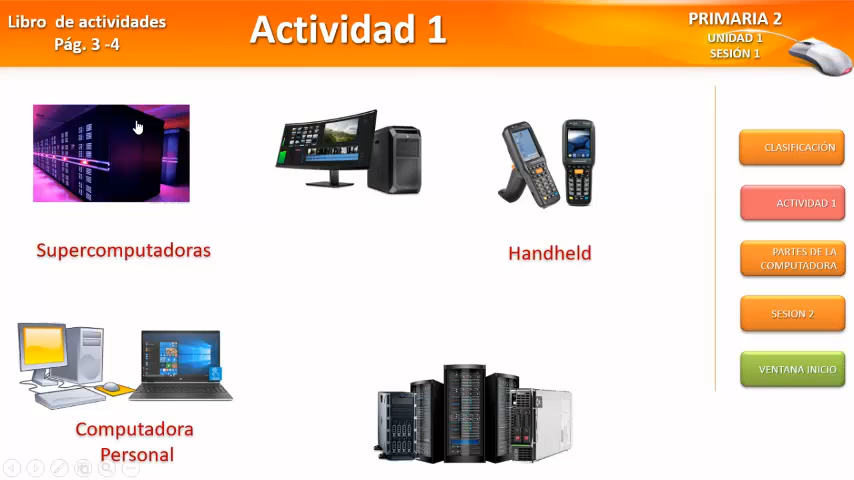 Libro de actividades
Pág. 3 -4
Actividad 1
PRIMARIA 2
UNIDAD 1
SESIÓN 1
Supercomputadoras
Handheld
Computadora
Personal
CLASIFICACIÓN
ACTIVIDAD 1
PARTES DE LA
COMPUTADORA
SESION 2
VENTANA INICIO